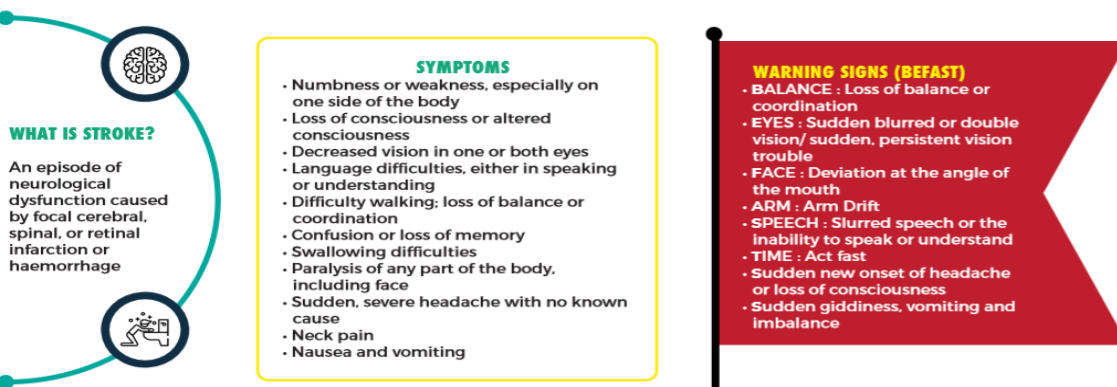 WHAT IS STROKE?
An episode of
neurological
dysfunction caused
by focal cerebral,
spinal, or retinal
infarction or
haemorrhage
SYMPTOMS
• Numbness or weakness, especially on
one side of the body
• Loss of consciousness or altered
consciousness
• Decreased vision in one or both eyes
• Language difficulties, either in speaking
or understanding
• Difficulty walking; loss of balance or
coordination
• Confusion or loss of memory
• Swallowing difficulties
• Paralysis of any part of the body,
including face
• Sudden, severe headache with no known
cause
• Neck pain
• Nausea and vomiting
WARNING SIGNS (BEFAST)
• BALANCE : Loss of balance or
coordination
• EYES : Sudden blurred or double
vision/ sudden, persistent vision
trouble
• FACE : Deviation at the angle of
the mouth
• ARM : Arm Drift
• SPEECH : Slurred speech or the
inability to speak or understand
• TIME : Act fast
• Sudden new onset of headache
or loss of consciousness
• Sudden giddiness, vomiting and
imbalance